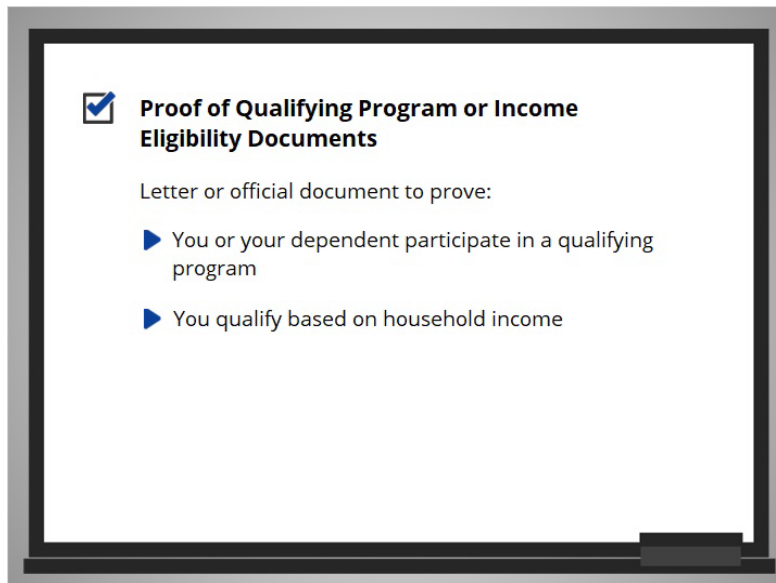 Proof of Qualifying Program or Income
Eligibility Documents
Letter or official document to prove:
You or your dependent participate in a qualifying
program
You qualify based on household income